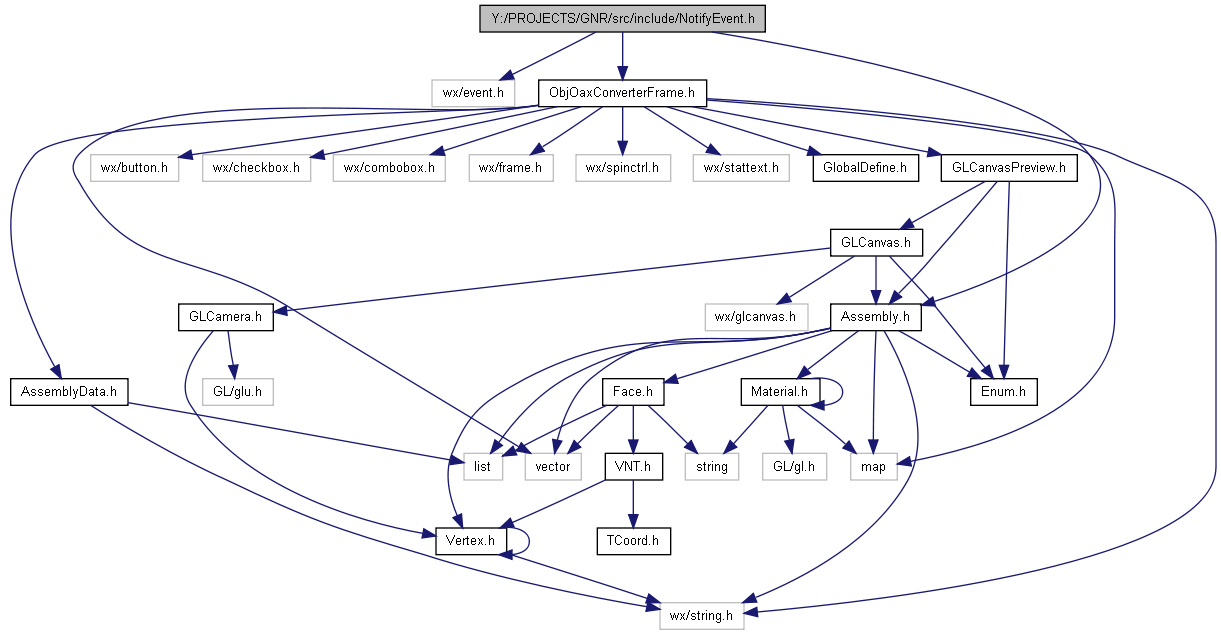 Y:/PROJECTS/GNR/src/include/NotifyEvent.h
wx/event.h
ObjOaxConverterFrame.h
wx/button.h
wx/checkbox.h
wx/combobox.h
wx/frame.h
wx/spinctrl.h
wx/stattext.h
GlobalDefine.h
GLCanvasPreview.h
GLCanvas.h
GLCamera.h
wx/glcanvas.h
Assembly.h
AssemblyData.h
GL/glu.h
Face.h
Material.h
Enum.h
list
vector
VNT.h
string
GL/gl.h
map
Vertex.h
TCoord.h
wx/string.h